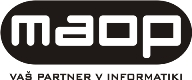 maop
VAŠ PARTNER V INFORMATIKI